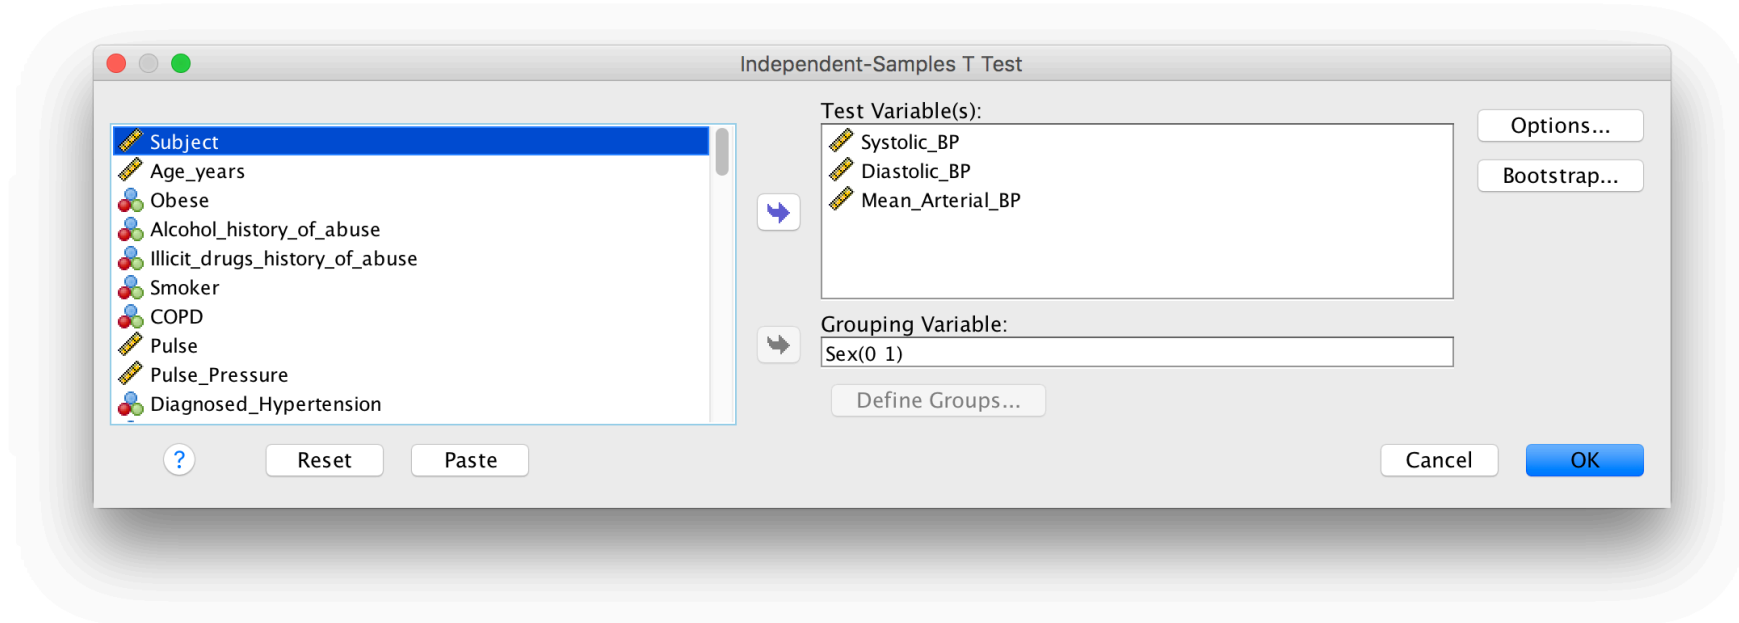 Independent-Samples T Test
Subject
Age_years
Obese
Alcohol_history_of_abuse
Illicit_drugs_history_of_abuse
Smoker
COPD
Pulse
Pulse_Pressure
Diagnosed_Hypertension
Test Variable(s):
Systolic_BP
Diastolic_BP
Mean_Arterial_BP
Grouping Variable:
Sex(0 1)
Define Groups...
Options...
Bootstrap...
?
Reset
Paste
Cancel
OK